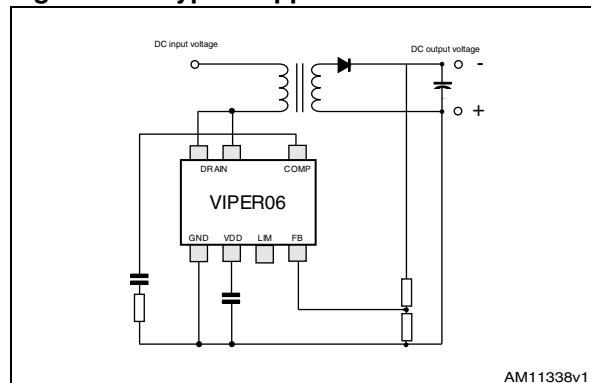 DC input voltage
DC output voltage
-
+
DRAIN
COMP
VIPER06
GND
VDD
LIM
FB
AM11338v1